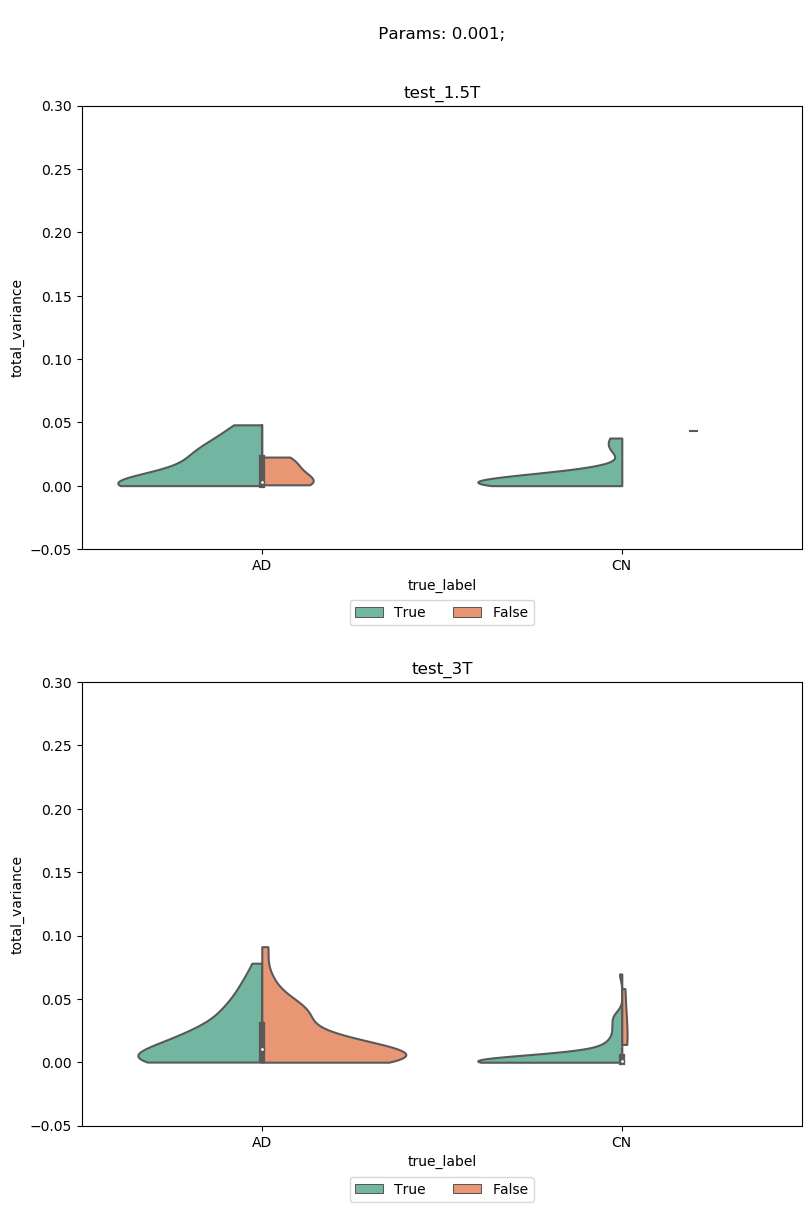 Params: 0.001;
test_1.5T
0.30
0.25
0.20
0.15
0.10
0.05
0.00
−0.05
total_variance
AD CN
true_label
True False
test_3T
0.30
0.25
0.20
0.15
0.10
0.05
0.00
−0.05
total_variance
AD CN
true_label
True False